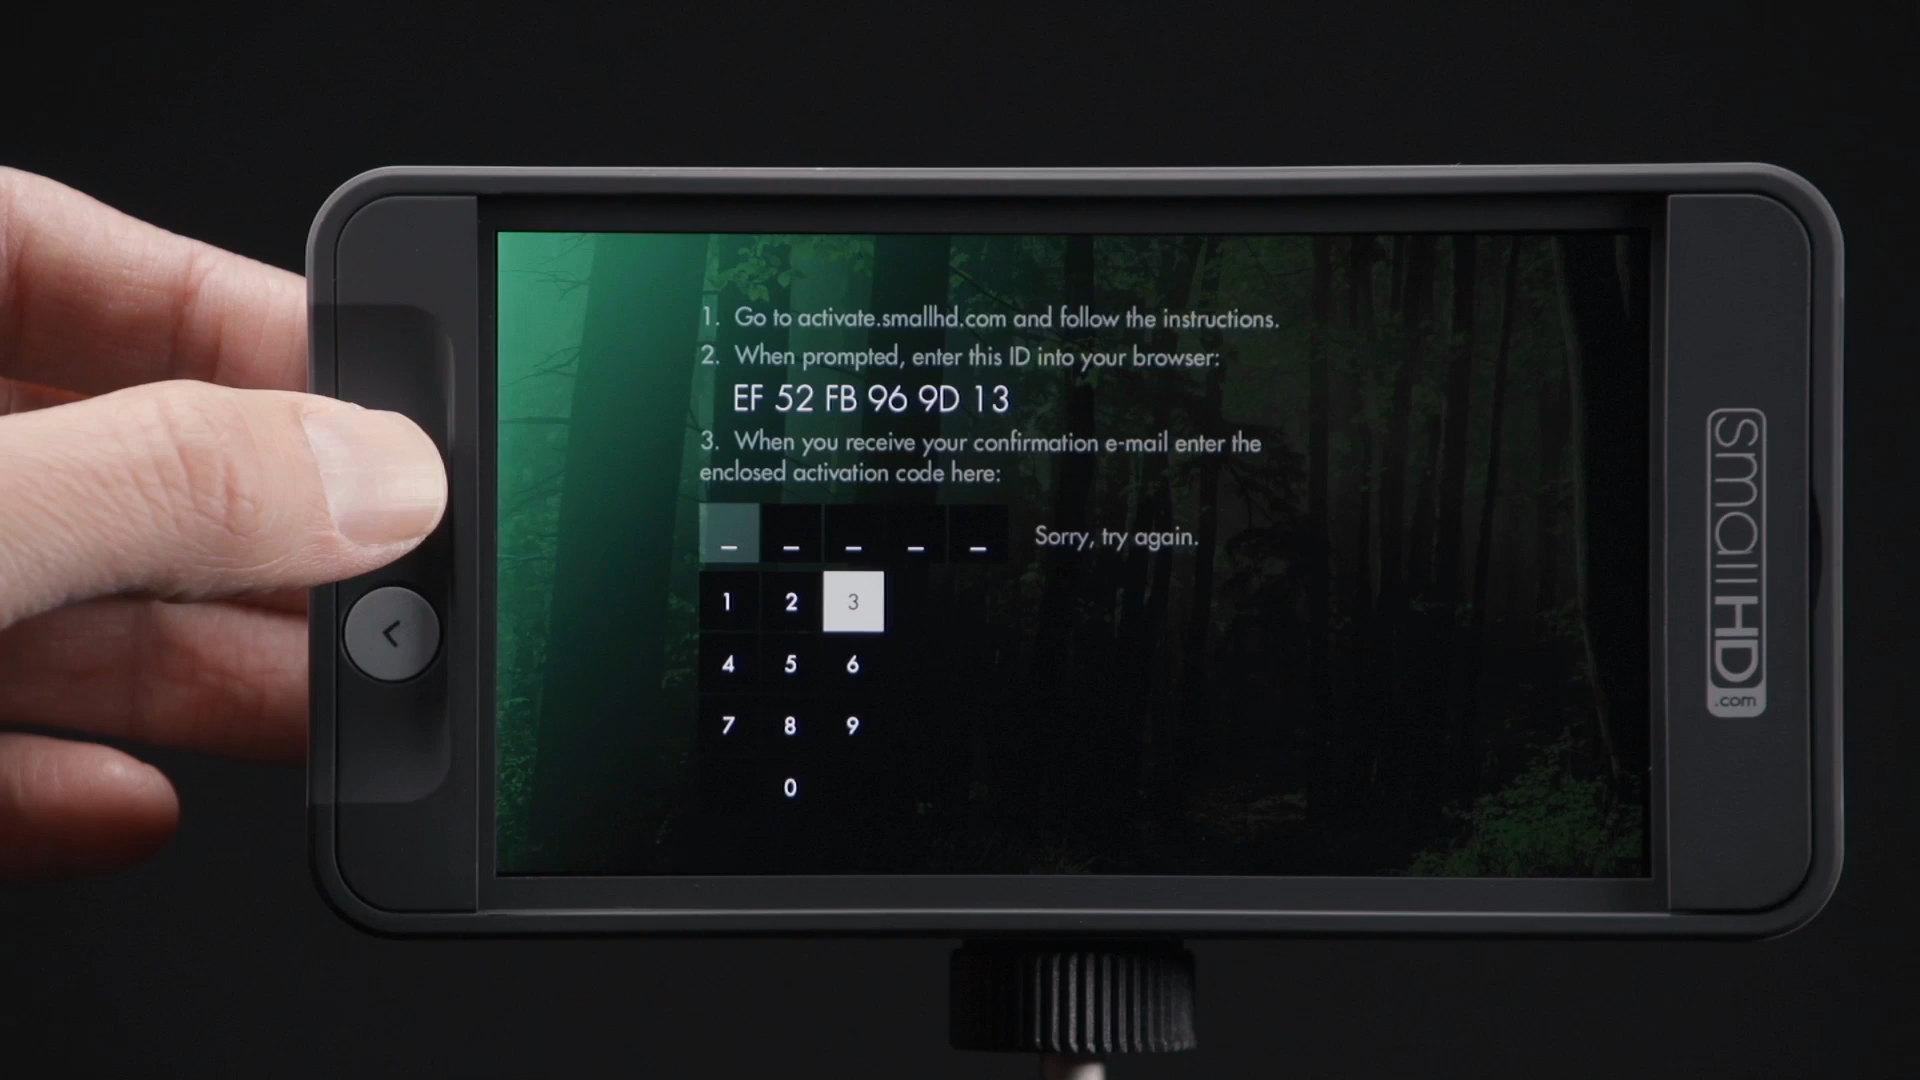 1. Go to activate.smallhd.com and follow the instructions.
2. When prompted, enter this ID into your browser:
EF 52 FB 96 9D 13
3. When you receive your confirmation e-mail enter the
enclosed activation code here:
_ _ _ _ _ Sorry, try again.
1 2 3
4 5 6
7 8 9
0
smallHD
.com